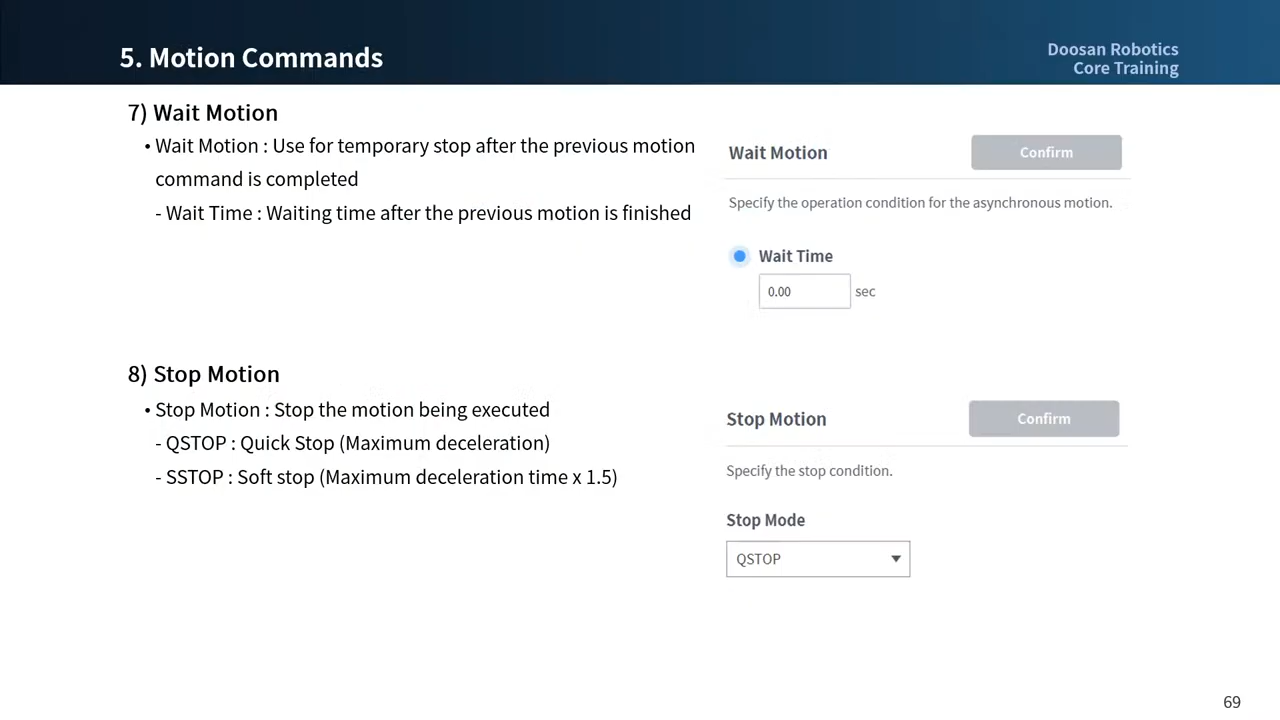 5. Motion Commands
Doosan Robotics
Core Training
7) Wait Motion
• Wait Motion : Use for temporary stop after the previous motion
command is completed
- Wait Time : Waiting time after the previous motion is finished
Wait Motion
Confirm
Specify the operation condition for the asynchronous motion.
Wait Time
0.00 sec
8) Stop Motion
• Stop Motion : Stop the motion being executed
- QSTOP : Quick Stop (Maximum deceleration)
- SSTOP : Soft stop (Maximum deceleration time x 1.5)
Stop Motion
Confirm
Specify the stop condition.
Stop Mode
QSTOP
69